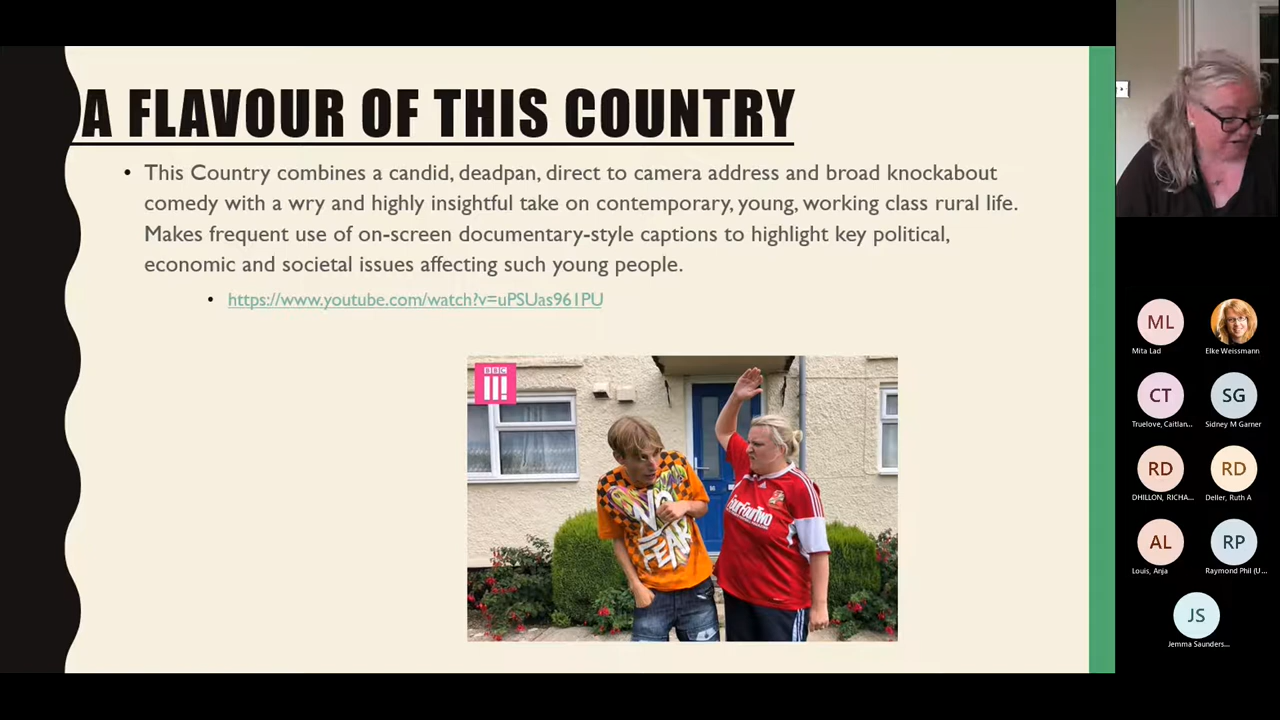 A FLAVOUR OF THIS COUNTRY
• This Country combines a candid, deadpan, direct to camera address and broad knockabout
comedy with a wry and highly insightful take on contemporary, young, working class rural life.
Makes frequent use of on-screen documentary-style captions to highlight key political,
economic and societal issues affecting such young people.
• https://www.youtube.com/watch?v=uPSUas961PU
BBC
NO
FEAR
FourFourTwo
ML
Mita Lad
Elke Weissmann
CT
Truelove, Caitlan...
SG
Sidney M Garner
RD
DHILLON, RICHA...
RD
Deller, Ruth A
AL
Louis, Anja
RP
Raymond Phil (U...
JS
Jemma Saunders...